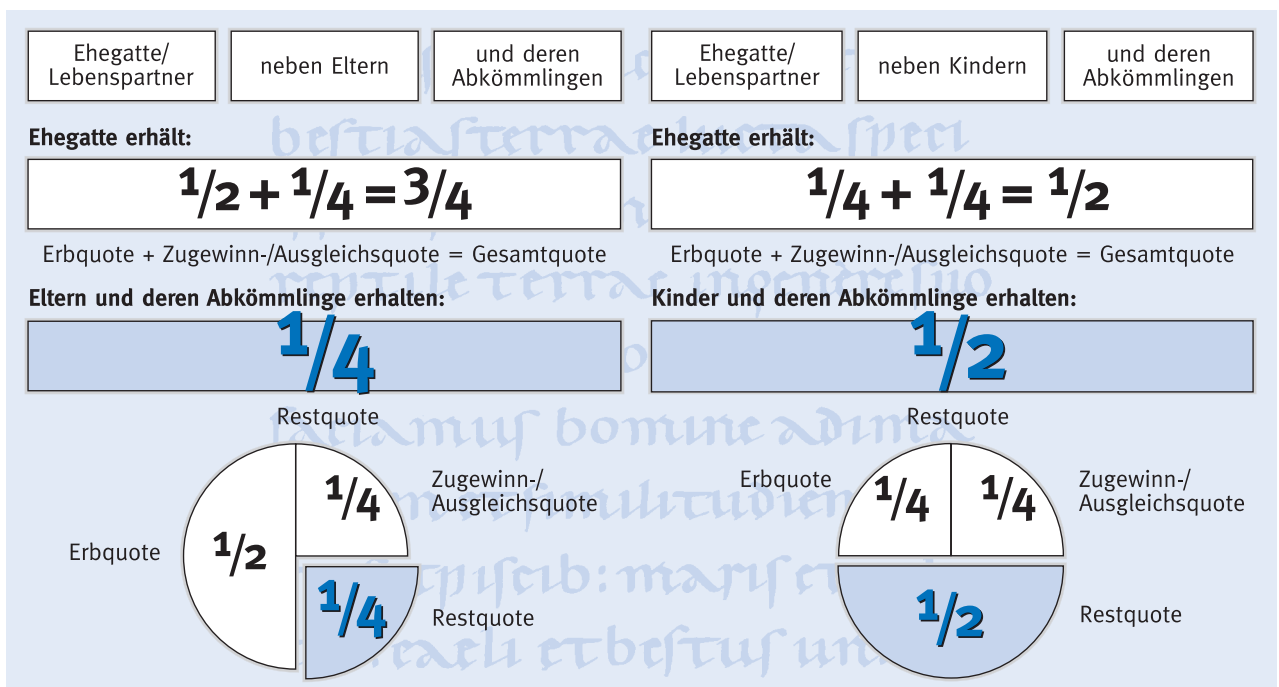 Ehegatte/
Lebenspartner
neben Eltern
und deren
Abkömmlingen
Ehegatte erhält:
1/2 + 1/4 = 3/4
Erbquote + Zugewinn-/Ausgleichsquote = Gesamtquote
Eltern und deren Abkömmlinge erhalten:
1/4
Restquote
Erbquote
1/2
1/4
Zugewinn-/
Ausgleichsquote
1/4
Restquote
Ehegatte/
Lebenspartner
neben Kindern
und deren
Abkömmlingen
Ehegatte erhält:
1/4 + 1/4 = 1/2
Erbquote + Zugewinn-/Ausgleichsquote = Gesamtquote
Kinder und deren Abkömmlinge erhalten:
1/2
Restquote
Erbquote
1/4
1/4
Zugewinn-/
Ausgleichsquote
1/2
Restquote